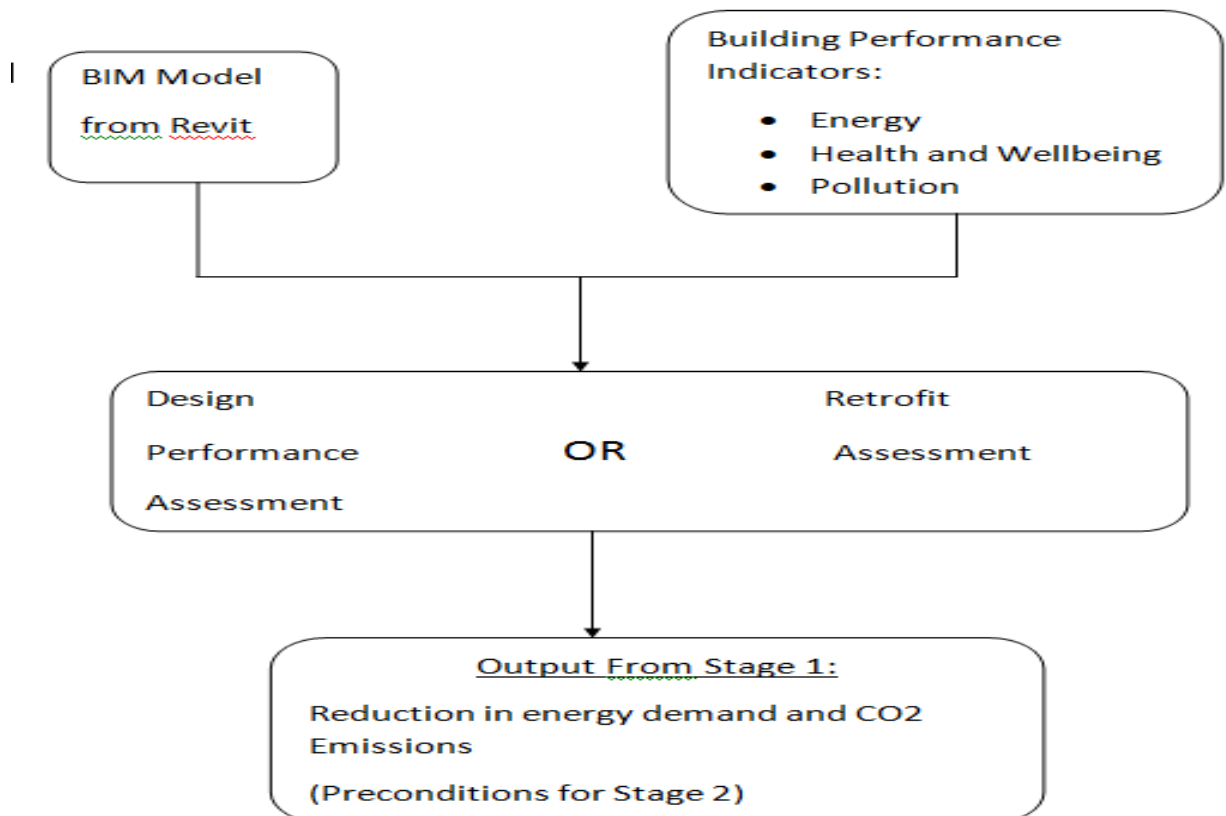 BIM Model
from Revit
Building Performance
Indicators:
• Energy
• Health and Wellbeing
• Pollution
Design
Performance
Assessment
OR
Retrofit
Assessment
Output From Stage 1:
Reduction in energy demand and CO2
Emissions
(Preconditions for Stage 2)